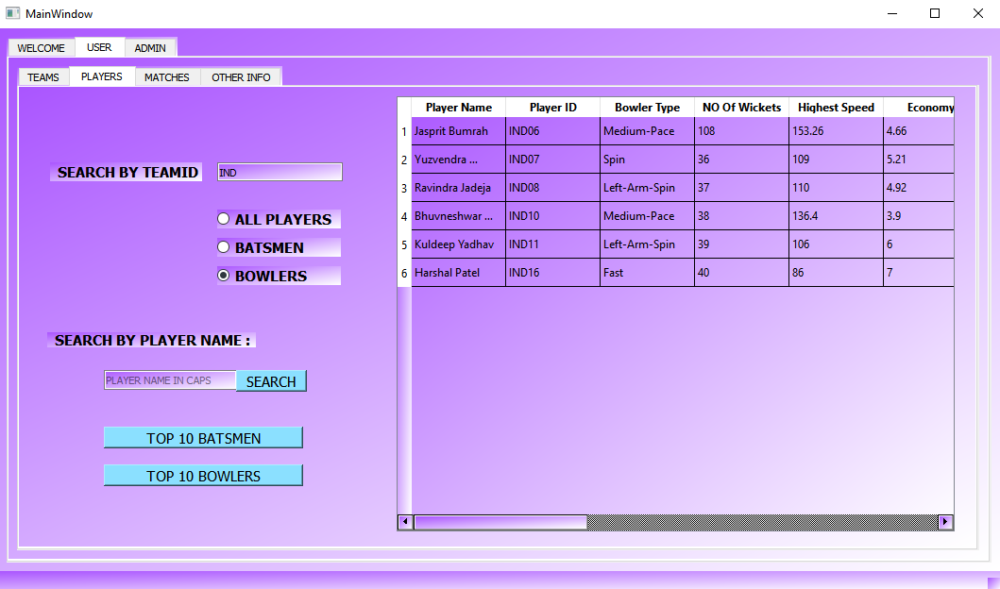 MainWindow
WELCOME USER ADMIN
TEAMS PLAYERS MATCHES OTHER INFO
SEARCH BY TEAMID IND
ALL PLAYERS
BATSMEN
BOWLERS
SEARCH BY PLAYER NAME :
PLAYER NAME IN CAPS SEARCH
TOP 10 BATSMEN
TOP 10 BOWLERS
Player Name Player ID Bowler Type NO Of Wickets Highest Speed Economy
1 Jasprit Bumrah IND06 Medium-Pace 108 153.26 4.66
2 Yuzvendra ... IND07 Spin 36 109 5.21
3 Ravindra Jadeja IND08 Left-Arm-Spin 37 110 4.92
4 Bhuvneshwar ... IND10 Medium-Pace 38 136.4 3.9
5 Kuldeep Yadhav IND11 Left-Arm-Spin 39 106 6
6 Harshal Patel IND16 Fast 40 86 7